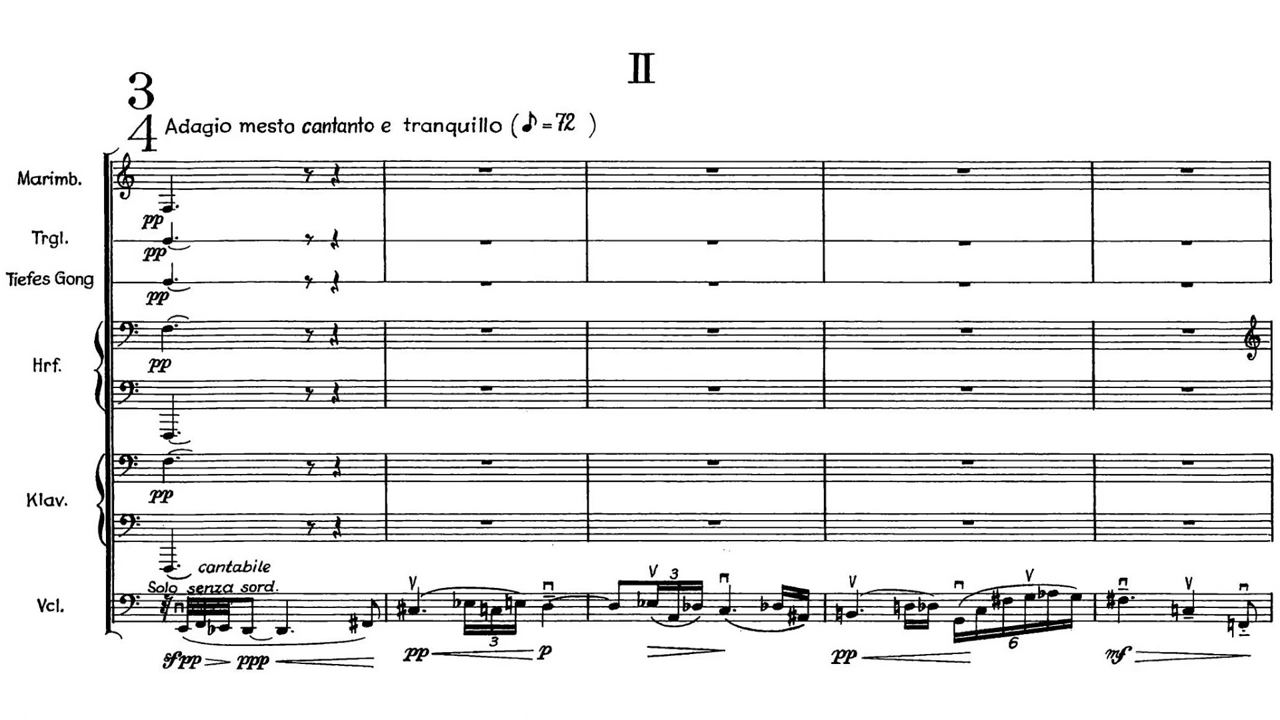 II
3
4
Adagio mesto cantanto e tranquillo (♪=72 )
Marimb.
pp
Trgl.
pp
Tiefes Gong
pp
Hrf.
pp
Klav.
pp
cantabile
Solo senza sord.
Vcl.
3
3
6
sfpp ppp pp p pp mf